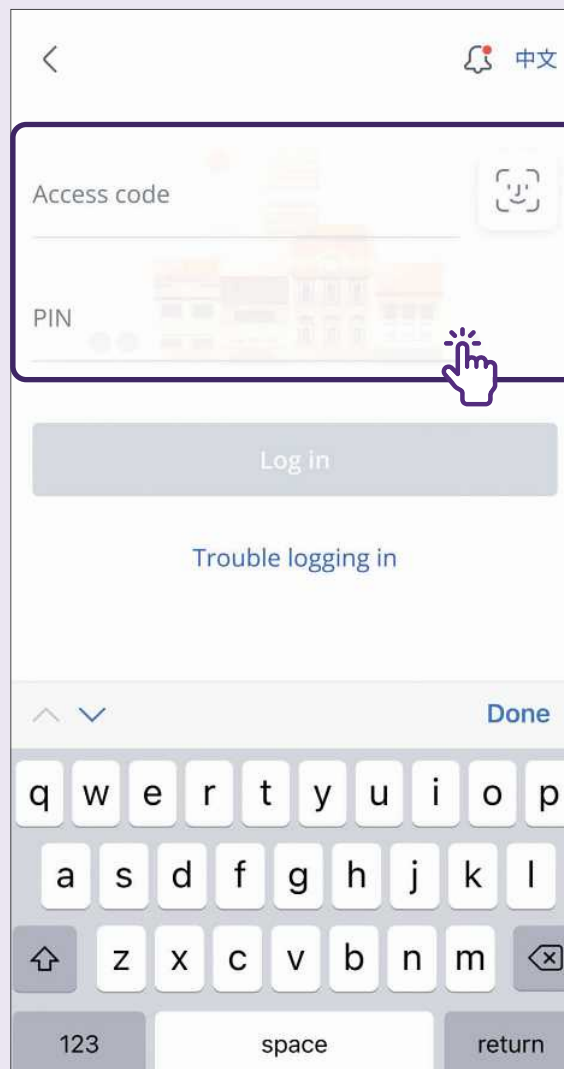 中文
Access code
PIN
Log in
Trouble logging in
Done
q w e r t y u i o p
a s d f g h j k l
z x c v b n m
123 space return